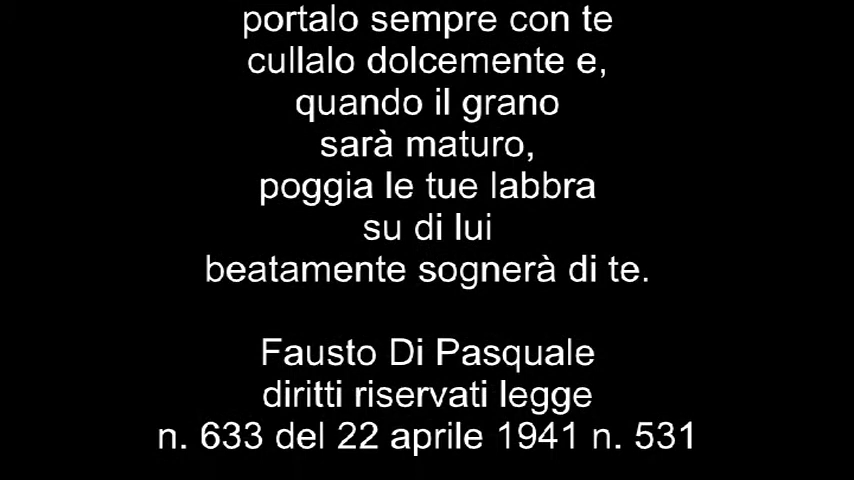 portalo sempre con te
cullalo dolcemente e,
quando il grano
sarà maturo,
poggia le tue labbra
su di lui
beatamente sognerà di te.
Fausto Di Pasquale
diritti riservati legge
n. 633 del 22 aprile 1941 n. 531